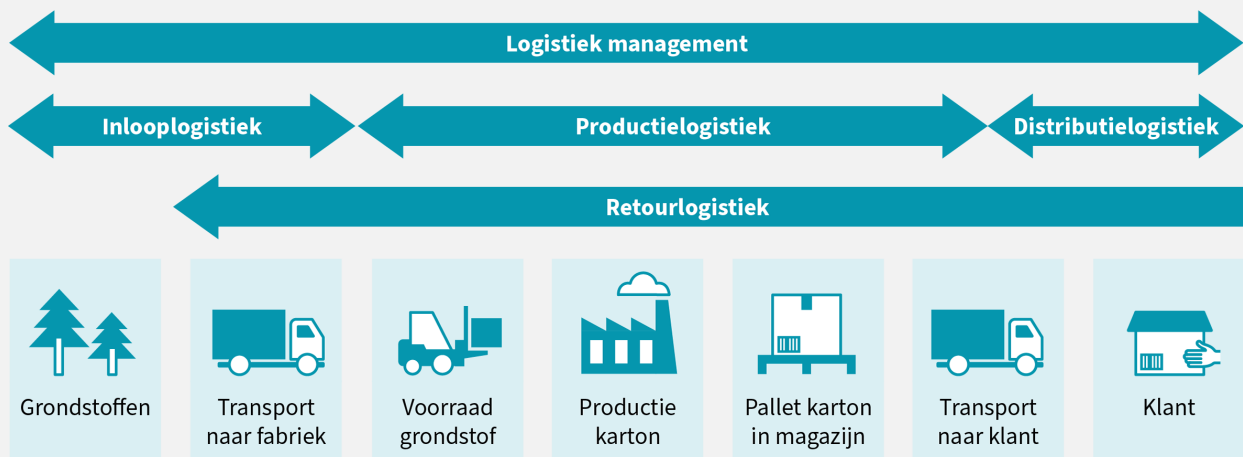 Logistiek management
Inlooplogistiek
Productielogistiek
Distributielogistiek
Retourlogistiek
Grondstoffen
Transport
naar fabriek
Voorraad
grondstof
Productie
karton
Pallet karton
in magazijn
Transport
naar klant
Klant